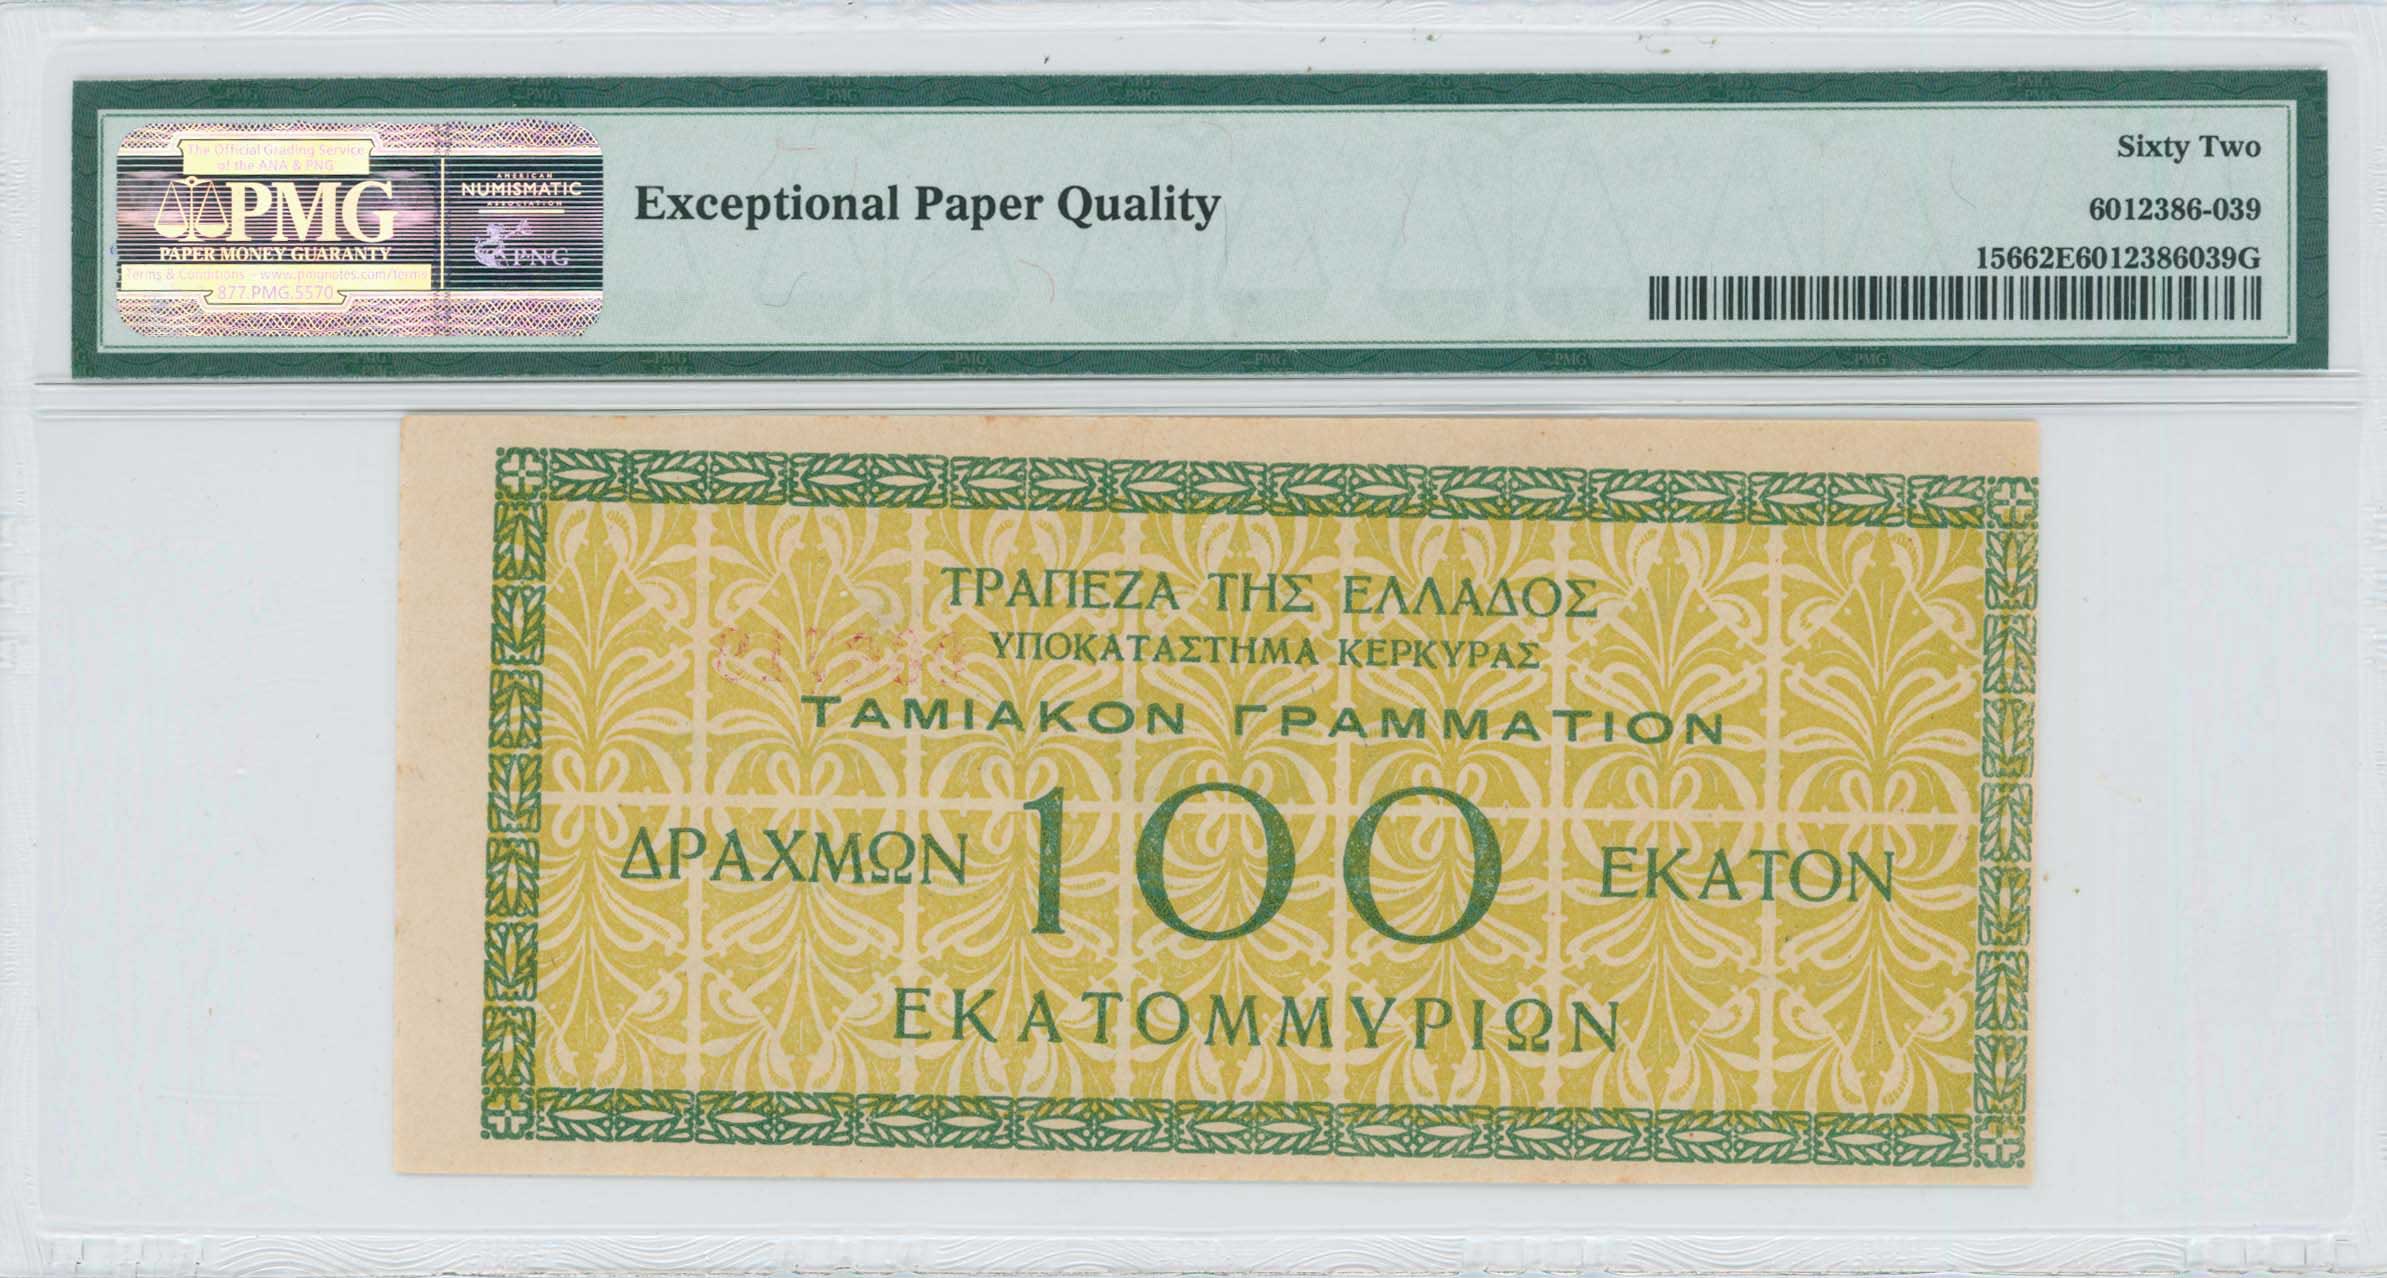 The Official Grading Service
of the ANA & PNG
PMG
PAPER MONEY GUARANTY
Terms & Conditions - www.pmgnotes.com/terms
877.PMG.5570
AMERICAN
NUMISMATIC
ASSOCIATION
PNG
Exceptional Paper Quality
Sixty Two
6012386-039
15662E6012386039G
ΤΡΑΠΕΖΑ ΤΗΣ ΕΛΛΑΔΟΣ
ΥΠΟΚΑΤΑΣΤΗΜΑ ΚΕΡΚΥΡΑΣ
ΤΑΜΙΑΚΟΝ ΓΡΑΜΜΑΤΙΟΝ
ΔΡΑΧΜΩΝ 100 ΕΚΑΤΟΝ
ΕΚΑΤΟΜΜΥΡΙΩΝ